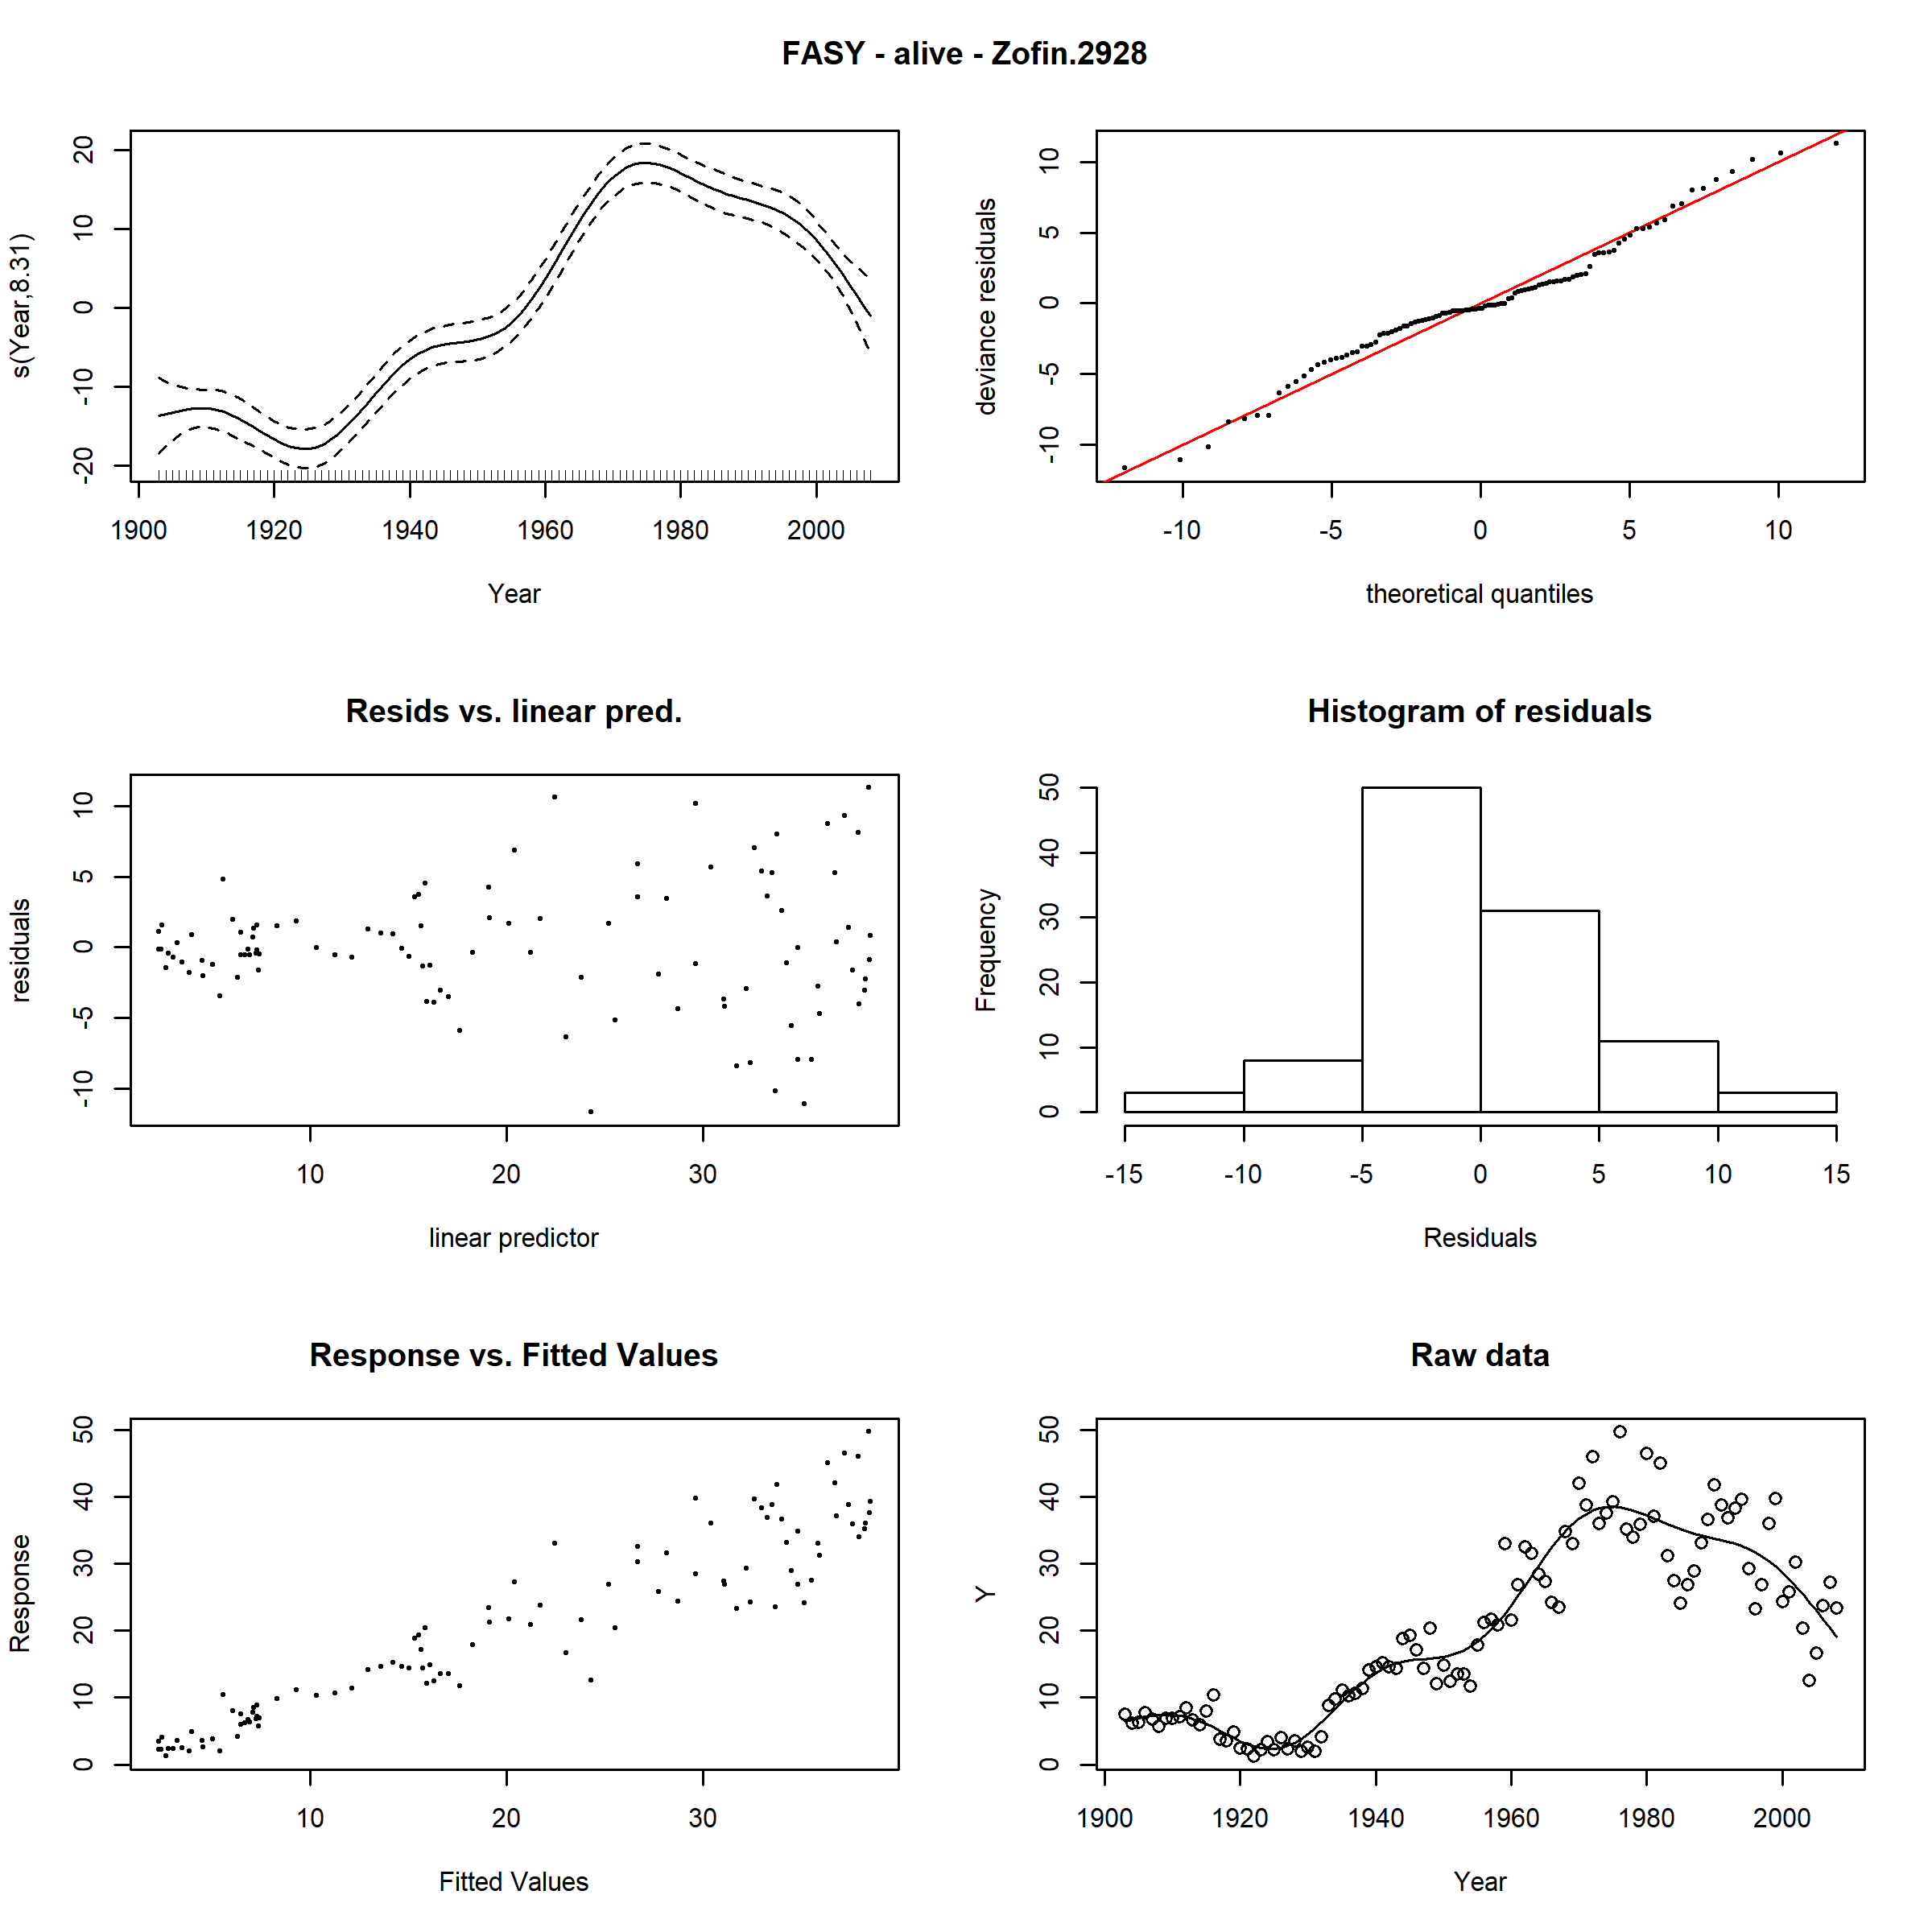 FASY - alive - Zofin.2928
s(Year,8.31)
20
10
0
-10
-20
1900 1920 1940 1960 1980 2000
Year
deviance residuals
10
5
0
-5
-10
-10 -5 0 5 10
theoretical quantiles
Resids vs. linear pred.
residuals
10
5
0
-5
-10
10 20 30
linear predictor
Histogram of residuals
Frequency
50
40
30
20
10
0
-15 -10 -5 0 5 10 15
Residuals
Response vs. Fitted Values
Response
50
40
30
20
10
0
10 20 30
Fitted Values
Raw data
Y
50
40
30
20
10
0
1900 1920 1940 1960 1980 2000
Year